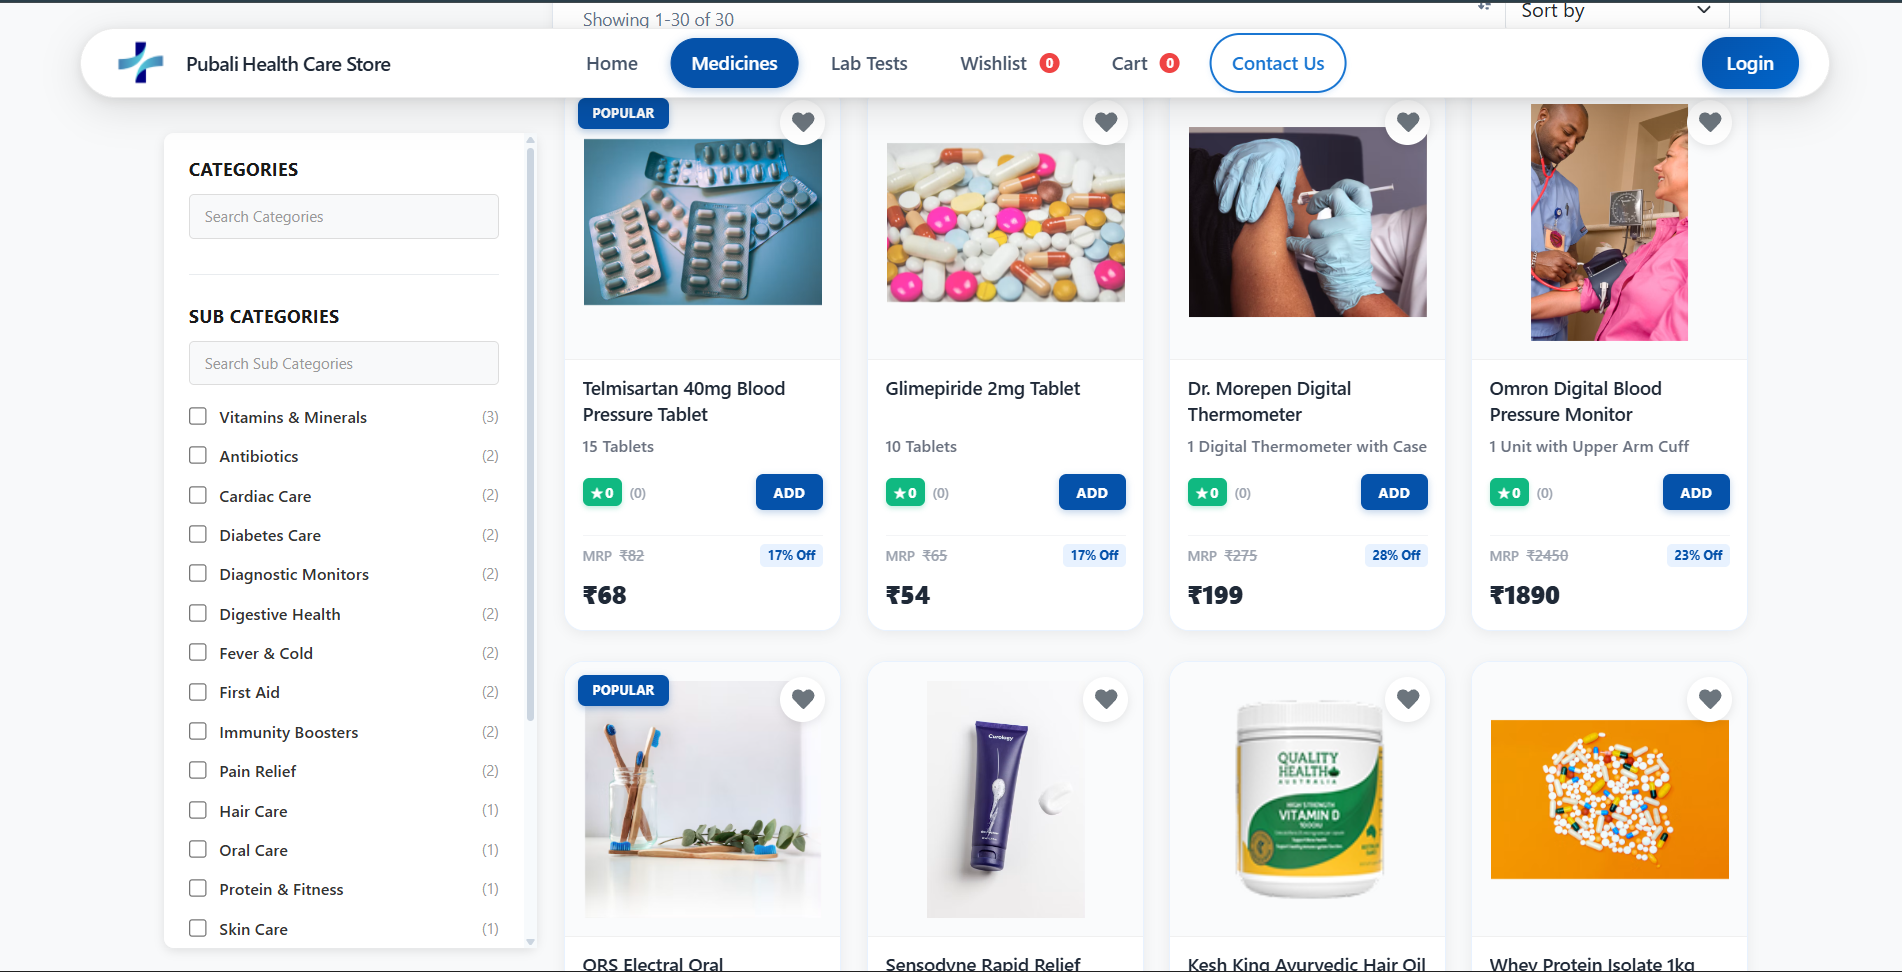 Showing 1-30 of 30
Sort by
Pubali Health Care Store
Home
Medicines
Lab Tests
Wishlist 0
Cart 0
Contact Us
Login
CATEGORIES
Search Categories
SUB CATEGORIES
Search Sub Categories
Vitamins & Minerals (3)
Antibiotics (2)
Cardiac Care (2)
Diabetes Care (2)
Diagnostic Monitors (2)
Digestive Health (2)
Fever & Cold (2)
First Aid (2)
Immunity Boosters (2)
Pain Relief (2)
Hair Care (1)
Oral Care (1)
Protein & Fitness (1)
Skin Care (1)
POPULAR
Telmisartan 40mg Blood
Pressure Tablet
15 Tablets
★0 (0)
ADD
MRP ₹82
17% Off
₹68
Glimepiride 2mg Tablet
10 Tablets
★0 (0)
ADD
MRP ₹65
17% Off
₹54
Dr. Morepen Digital
Thermometer
1 Digital Thermometer with Case
★0 (0)
ADD
MRP ₹275
28% Off
₹199
Omron Digital Blood
Pressure Monitor
1 Unit with Upper Arm Cuff
★0 (0)
ADD
MRP ₹2450
23% Off
₹1890
POPULAR
ORS Electral Oral
Curology
Sensodyne Rapid Relief
QUALITY
HEALTH
AUSTRALIA
HIGH STRENGTH
VITAMIN D
1000IU
Kesh King Ayurvedic Hair Oil
Whey Protein Isolate 1kg